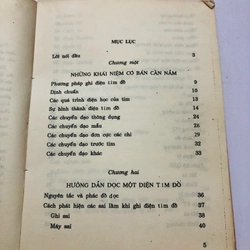 MỤC LỤC
Lời nói đầu 3
Chương một
NHỮNG KHÁI NIỆM CƠ BẢN CẦN NẮM
Phương pháp ghi điện tim đồ 9
Định chuẩn 14
Các quá trình điện học của tim 14
Sự hình thành điện tim đồ 16
Các chuyển đạo thông dụng 21
Các chuyển đạo mẫu 24
Các chuyển đạo đơn cực các chi 29
Các chuyển đạo trước tim 31
Các chuyển đạo khác 33
Chương hai
HƯỚNG DẪN ĐỌC MỘT ĐIỆN TIM ĐỒ
Nguyên tắc và phác đồ đọc 36
Cách phát hiện các sai lầm khi ghi điện tim đồ 37
Ghi sai 38
Máy sai 40
5